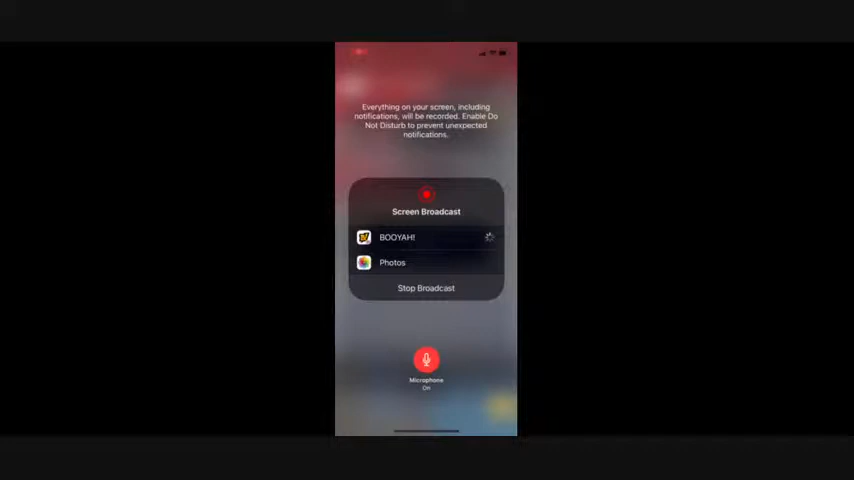 Everything on your screen, including
notifications, will be recorded. Enable Do
Not Disturb to prevent unexpected
notifications.
Screen Broadcast
BOOYAH!
Photos
Stop Broadcast
Microphone
On